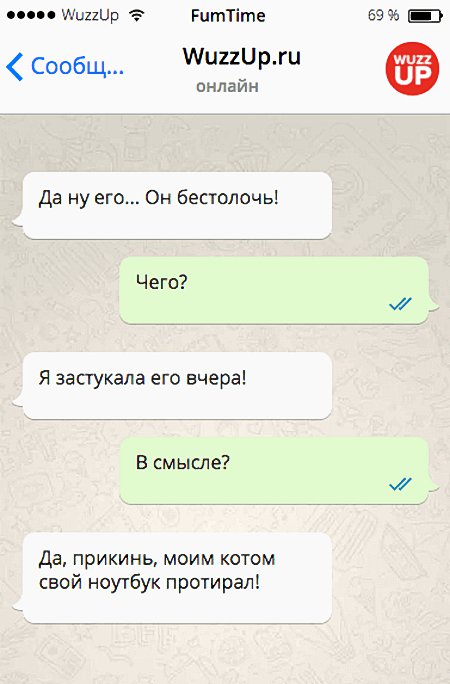 WuzzUp FumTime 69 %
Сообщ... WuzzUp.ru
онлайн
WUZZ
UP
Да ну его... Он бестолочь!
Чего?
Я застукала его вчера!
В смысле?
Да, прикинь, моим котом
свой ноутбук протирал!